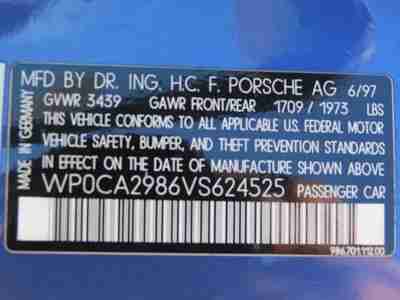 MFD BY DR. ING. H.C. F. PORSCHE AG 6/97
GVWR 3439 GAWR FRONT/REAR 1709 / 1973 LBS
THIS VEHICLE CONFORMS TO ALL APPLICABLE U.S. FEDERAL MOTOR
VEHICLE SAFETY, BUMPER, AND THEFT PREVENTION STANDARDS
IN EFFECT ON THE DATE OF MANUFACTURE SHOWN ABOVE.
WP0CA2986VS624525 PASSENGER CAR
MADE IN GERMANY